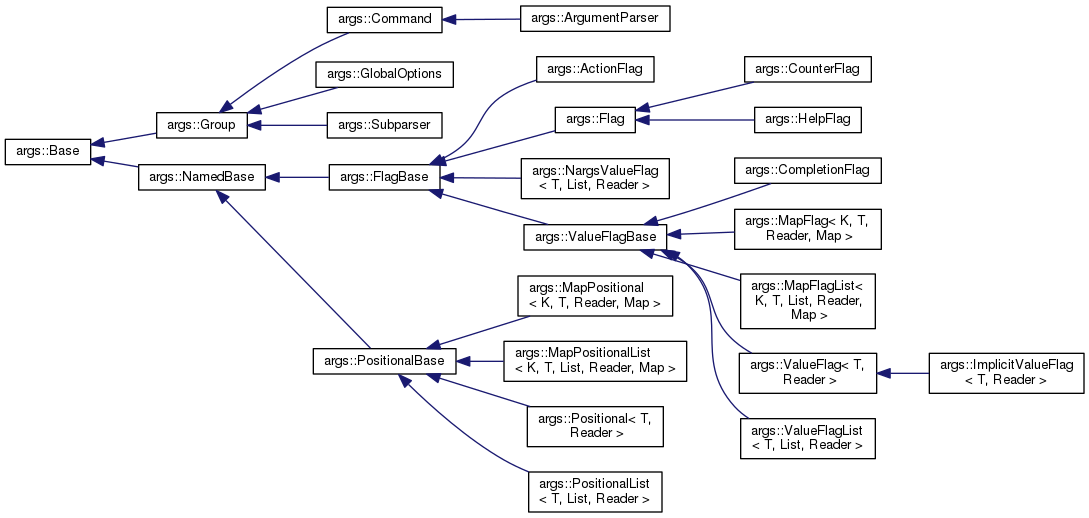 args::Base
args::Group
args::NamedBase
args::Command
args::GlobalOptions
args::Subparser
args::FlagBase
args::PositionalBase
args::ArgumentParser
args::ActionFlag
args::Flag
args::NargsValueFlag
< T, List, Reader >
args::ValueFlagBase
args::MapPositional
< K, T, Reader, Map >
args::MapPositionalList
< K, T, List, Reader, Map >
args::Positional< T,
Reader >
args::PositionalList
< T, List, Reader >
args::CounterFlag
args::HelpFlag
args::CompletionFlag
args::MapFlag< K, T,
Reader, Map >
args::MapFlagList<
K, T, List, Reader,
Map >
args::ValueFlag< T,
Reader >
args::ValueFlagList
< T, List, Reader >
args::ImplicitValueFlag
< T, Reader >